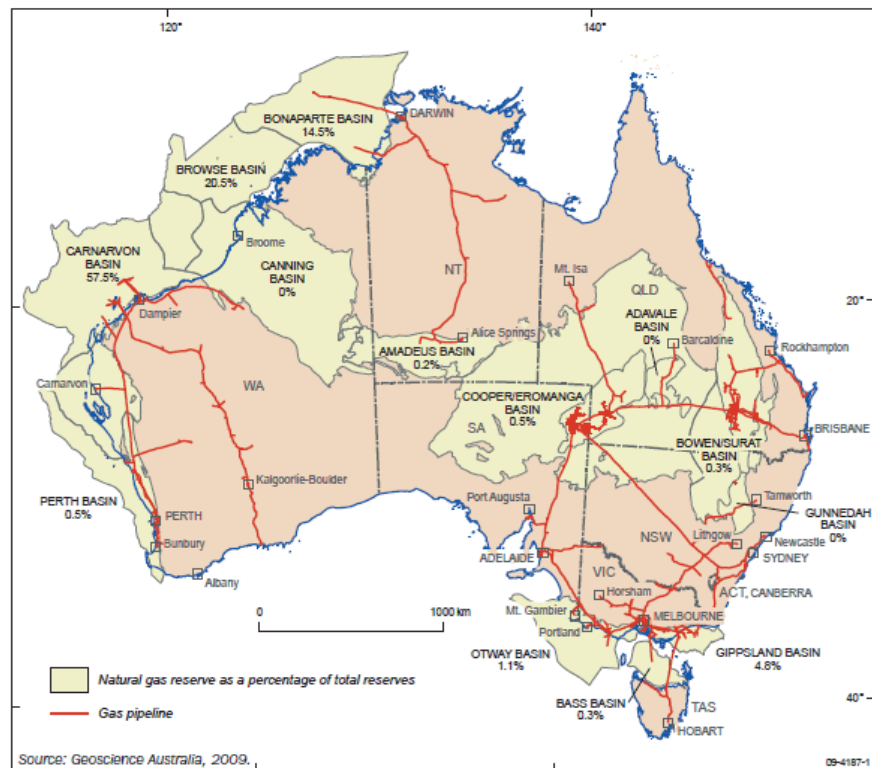 120°
140°
DARWIN
BONAPARTE BASIN
14.5%
BROWSE BASIN
20.5%
Broome
CARNARVON
BASIN
57.5%
CANNING
BASIN
0%
NT
Mt. Isa
QLD
20°
Dampier
ADAVALE
BASIN
0%
Barcaldine
Rockhampton
Alice Springs
AMADEUS BASIN
0.2%
Carnarvon
WA
COOPER/EROMANGA
BASIN
0.5%
SA
BRISBANE
BOWEN/SURAT
BASIN
0.3%
Kalgoorlie-Boulder
PERTH BASIN
0.5%
Port Augusta
Tamworth
GUNNEDAH
BASIN
0%
PERTH
NSW
Lithgow
Newcastle
Bunbury
ADELAIDE
SYDNEY
Albany
VIC
Horsham
ACT, CANBERRA
0
1000 km
Mt. Gambier
MELBOURNE
Portland
OTWAY BASIN
1.1%
GIPPSLAND BASIN
4.8%
Natural gas reserve as a percentage of total reserves
BASS BASIN
0.3%
TAS
40°
Gas pipeline
HOBART
Source: Geoscience Australia, 2009.
09-4187-1